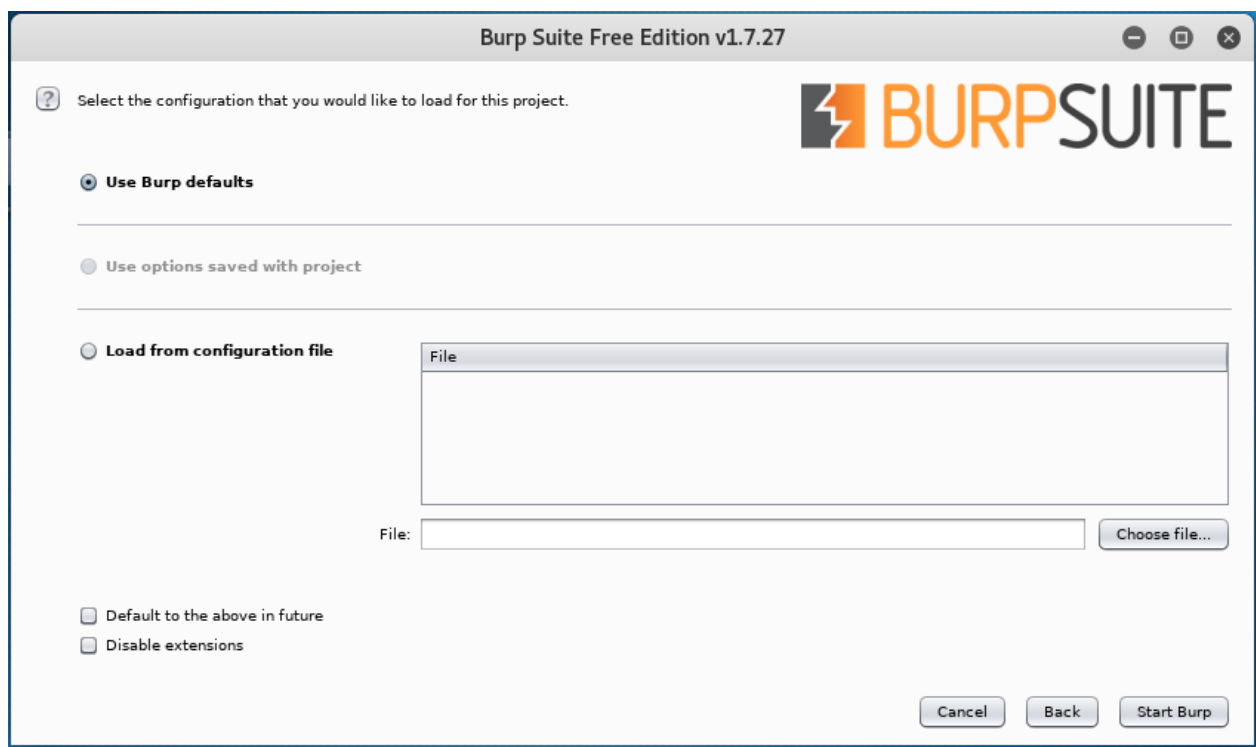 Burp Suite Free Edition v1.7.27
? Select the configuration that you would like to load for this project.
BURPSUITE
Use Burp defaults
Use options saved with project
Load from configuration file
File
File:
Choose file...
Default to the above in future
Disable extensions
Cancel Back Start Burp